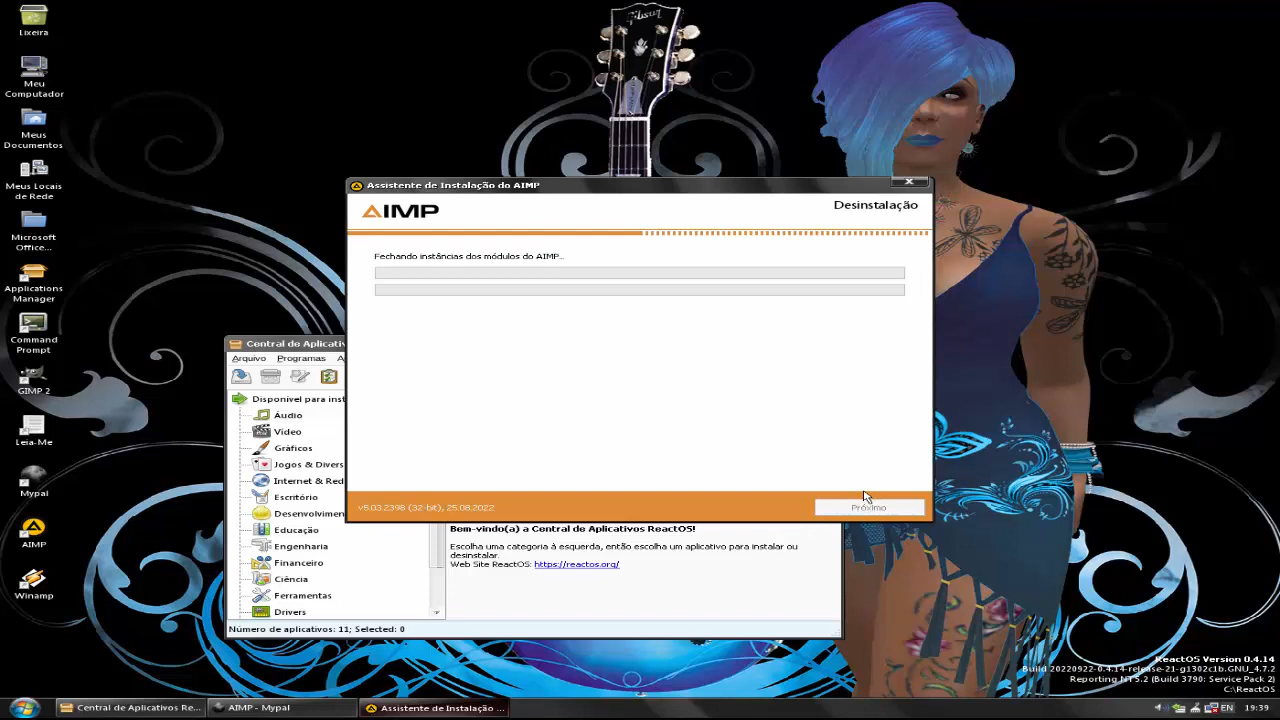 Lixeira
Meu
Computador
Meus
Documentos
Meus Locais
de Rede
Microsoft
Office...
Applications
Manager
Command
Prompt
GIMP 2
Leia-Me
Mypal
AIMP
Winamp
Gibson
Assistente de Instalação do AIMP
AIMP
Desinstalação
Fechando instâncias dos módulos do AIMP...
v5.03.2398 (32-bit), 25.08.2022
Próximo
Central de Aplicativ
Arquivo Programas A
Disponível para inst
Áudio
Vídeo
Gráficos
Jogos & Divers
Internet & Red
Escritório
Desenvolvimen
Educação
Engenharia
Financeiro
Ciência
Ferramentas
Drivers
Bem-vindo(a) a Central de Aplicativos ReactOS!
Escolha uma categoria à esquerda, então escolha um aplicativo para instalar ou
desinstalar.
Web Site ReactOS: https://reactos.org/
Número de aplicativos: 11; Selected: 0
ReactOS Version 0.4.14
Build 20220922-0.4.14-release-21-g1302c1b.GNU_4.7.2
Reporting NT 5.2 (Build 3790: Service Pack 2)
C:\ReactOS
Central de Aplicativos Re...
AIMP - Mypal
Assistente de Instalação ...
EN
19:39